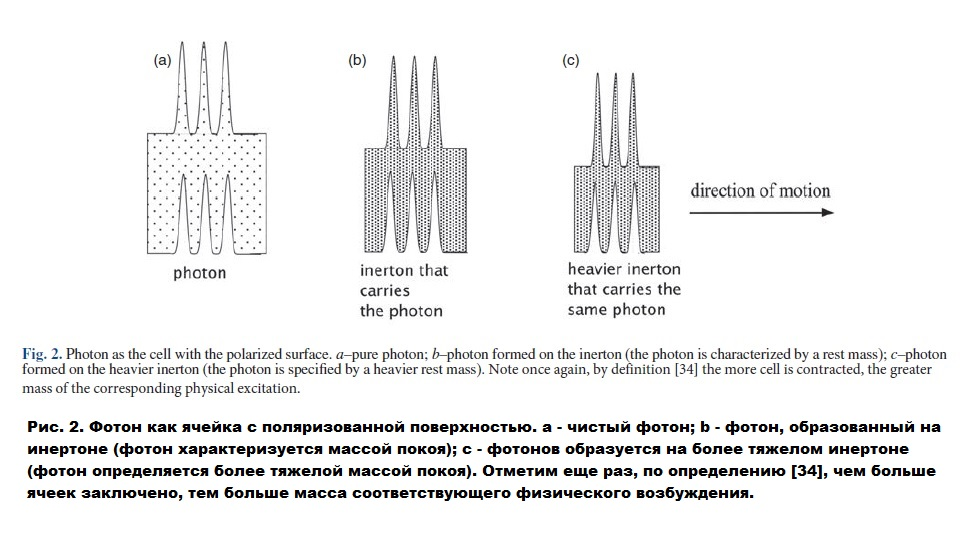 (a)
photon
(b)
inerton that
carries
the photon
(c)
heavier inerton
that carries the
same photon
direction of motion
Fig. 2. Photon as the cell with the polarized surface. a–pure photon; b–photon formed on the inerton (the photon is characterized by a rest mass); c–photon
formed on the heavier inerton (the photon is specified by a heavier rest mass). Note once again, by definition [34] the more cell is contracted, the greater
mass of the corresponding physical excitation.
Рис. 2. Фотон как ячейка с поляризованной поверхностью. a - чистый фотон; b - фотон, образованный на
инертоне (фотон характеризуется массой покоя); c - фотонов образуется на более тяжелом инертоне
(фотон определяется более тяжелой массой покоя). Отметим еще раз, по определению [34], чем больше
ячеек заключено, тем больше масса соответствующего физического возбуждения.